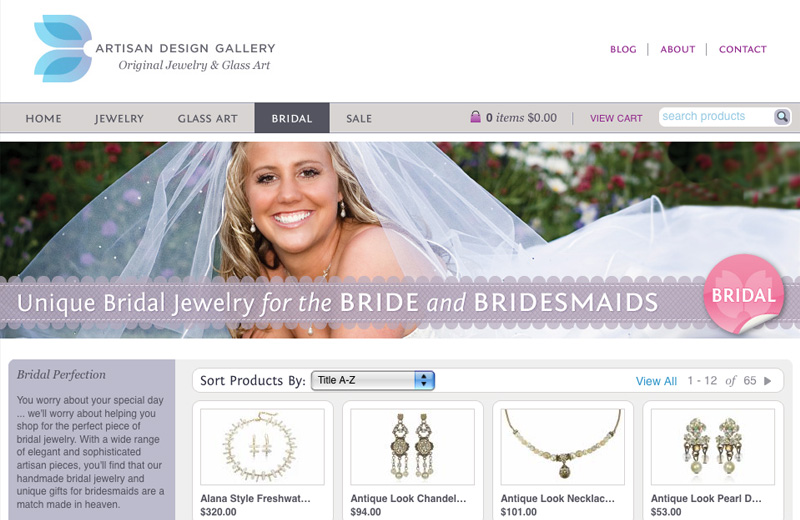 ARTISAN DESIGN GALLERY
Original Jewelry & Glass Art
BLOG
ABOUT
CONTACT
HOME
JEWELRY
GLASS ART
BRIDAL
SALE
0 items $0.00
VIEW CART
search products
Unique Bridal Jewelry for the BRIDE and BRIDESMAIDS
BRIDAL
Bridal Perfection
You worry about your special day
... we'll worry about helping you
shop for the perfect piece of
bridal jewelry. With a wide range
of elegant and sophisticated
artisan pieces, you'll find that our
handmade bridal jewelry and
unique gifts for bridesmaids are a
match made in heaven.
Sort Products By: Title A-Z
View All 1 - 12 of 65
Alana Style Freshwat...
$320.00
Antique Look Chandel...
$94.00
Antique Look Necklac...
$101.00
Antique Look Pearl D...
$53.00